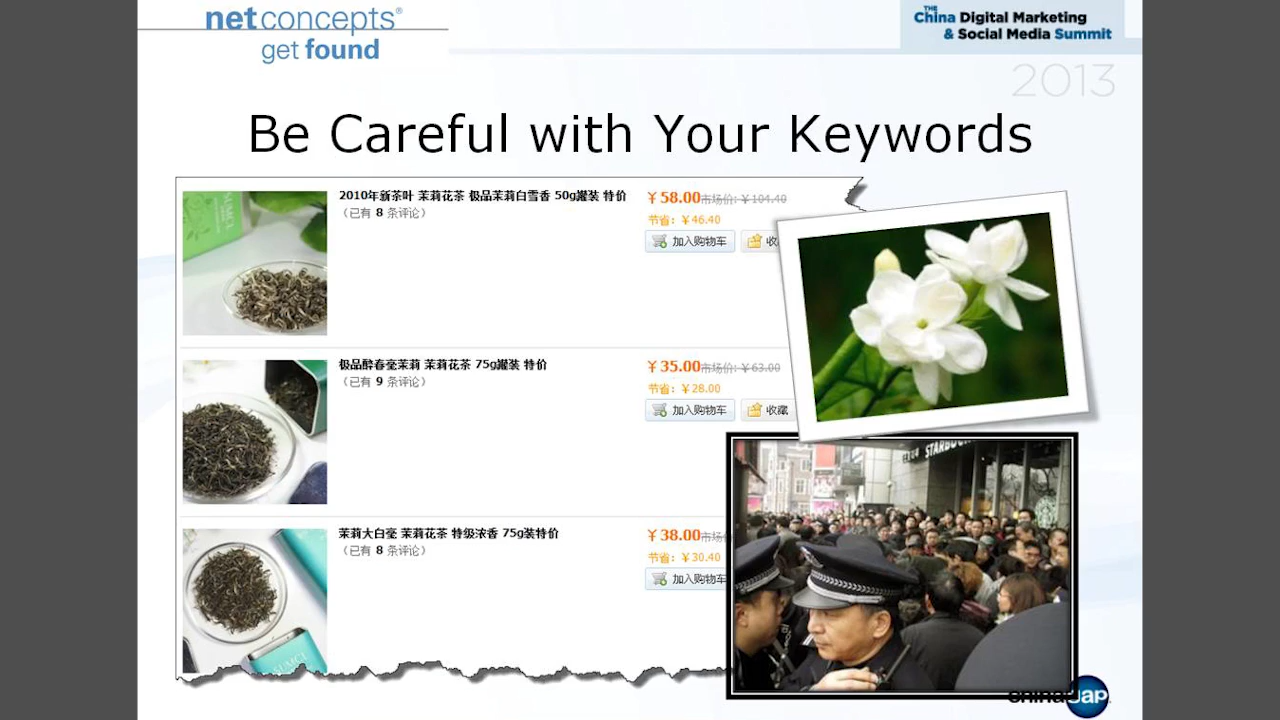 netconcepts®
get found
THE
China Digital Marketing
& Social Media Summit
2013
Be Careful with Your Keywords
2010年新茶叶 茉莉花茶 极品茉莉白雪香 50g罐装 特价
（已有 8 条评论）
￥58.00市场价:￥104.40
节省：￥46.40
加入购物车
收
极品醉春毫茉莉 茉莉花茶 75g罐装 特价
（已有 9 条评论）
￥35.00市场价:￥63.00
节省：￥28.00
加入购物车
收藏
茉莉大白毫 茉莉花茶 特级浓香 75g装特价
（已有 8 条评论）
￥38.00市场
节省：￥30.40
加入购物车
SUMCL